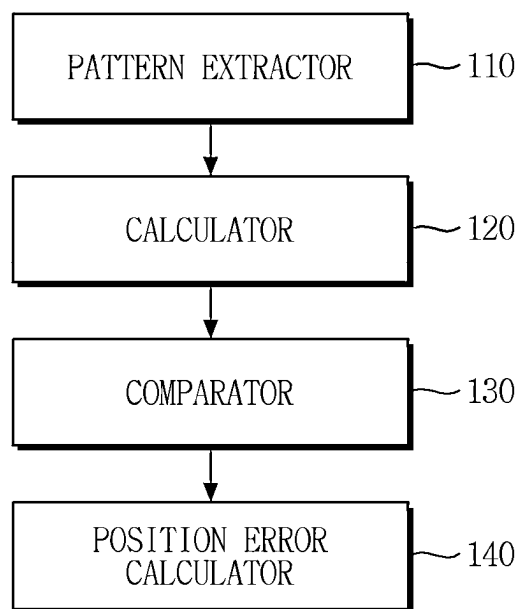 PATTERN EXTRACTOR
110
CALCULATOR
120
COMPARATOR
130
POSITION ERROR
CALCULATOR
140